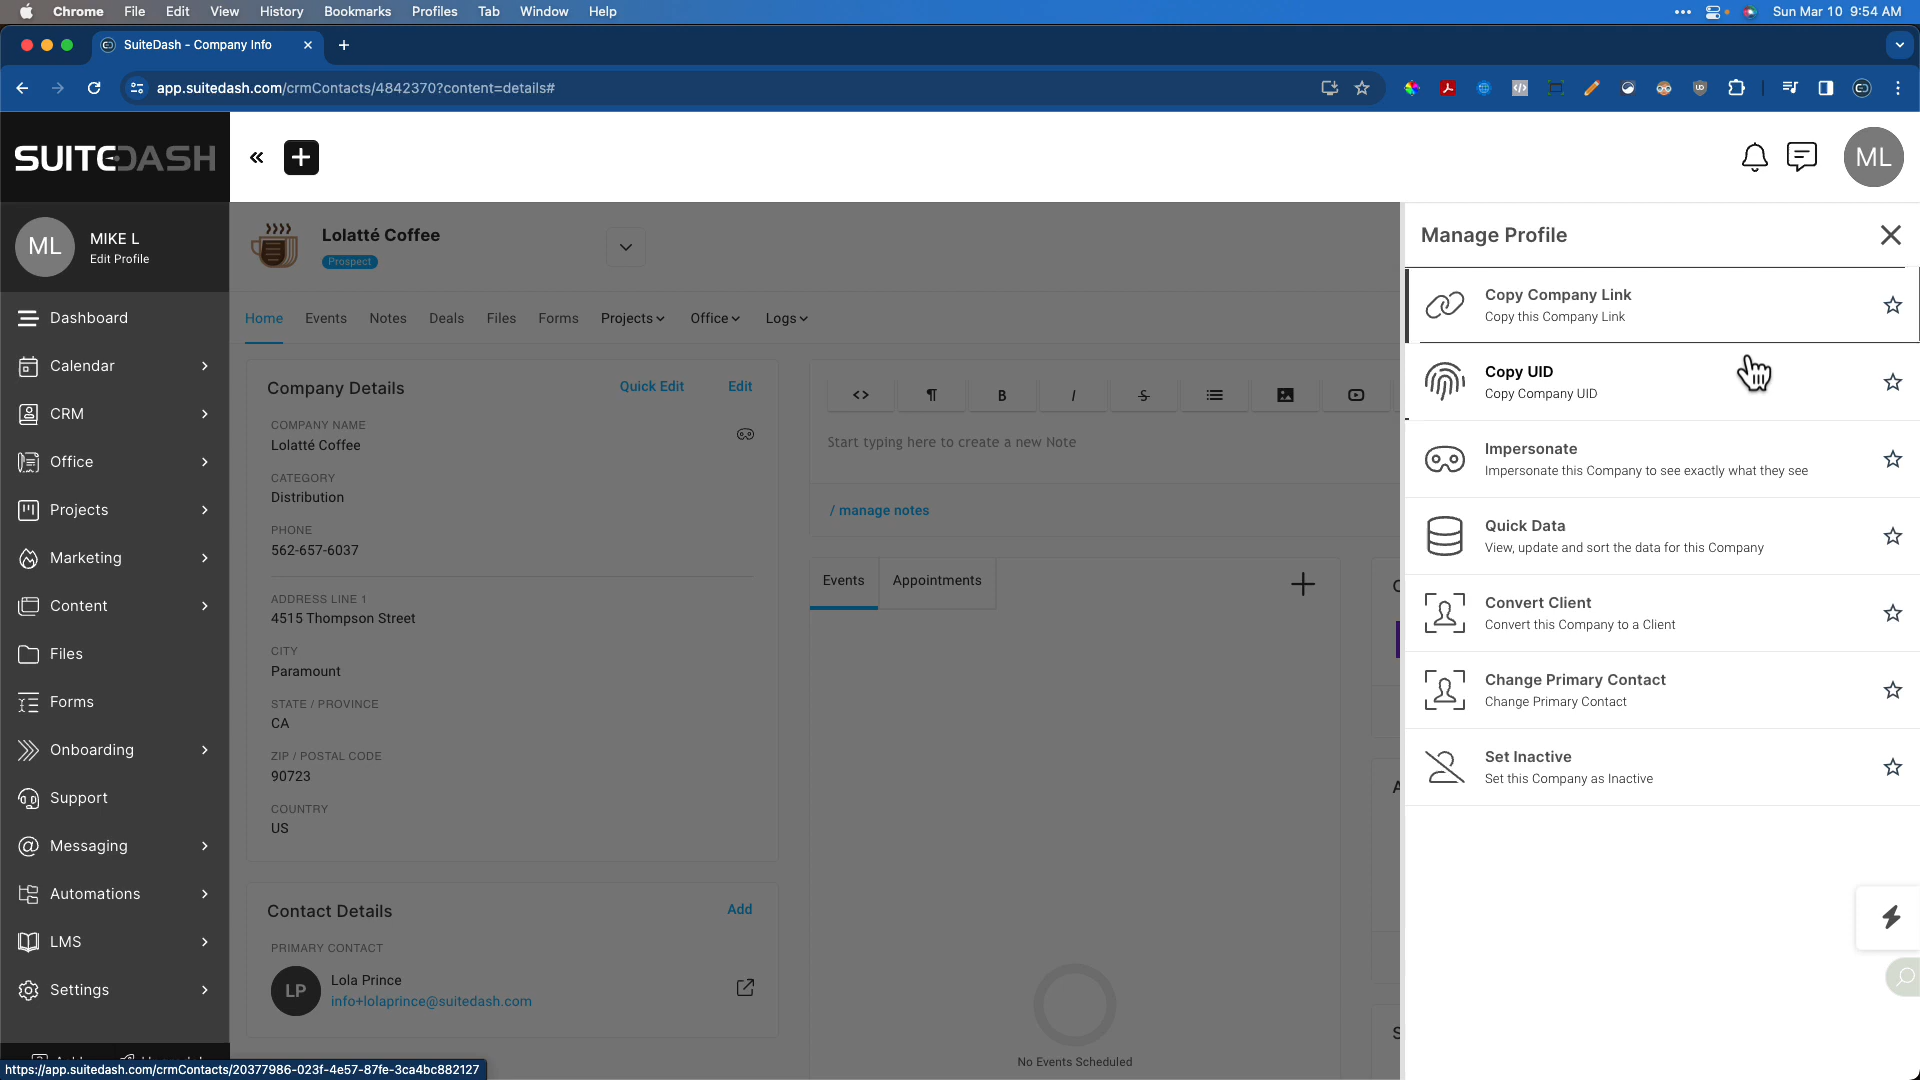 Chrome File Edit View History Bookmarks Profiles Tab Window Help
Sun Mar 10 9:54 AM
SuiteDash - Company Info
app.suitedash.com/crmContacts/4842370?content=details#
SUITEDASH
ML
ML
MIKE L
Edit Profile
Dashboard
Calendar
CRM
Office
Projects
Marketing
Content
Files
Forms
Onboarding
Support
Messaging
Automations
LMS
Settings
https://app.suitedash.com/crmContacts/20377986-023f-4e57-87fe-3ca4bc882127
Lolatté Coffee
Prospect
Home Events Notes Deals Files Forms Projects Office Logs
Company Details
Quick Edit
Edit
COMPANY NAME
Lolatté Coffee
CATEGORY
Distribution
PHONE
562-657-6037
ADDRESS LINE 1
4515 Thompson Street
CITY
Paramount
STATE / PROVINCE
CA
ZIP / POSTAL CODE
90723
COUNTRY
US
Contact Details
Add
PRIMARY CONTACT
LP
Lola Prince
info+lolaprince@suitedash.com
B I S
Start typing here to create a new Note
/ manage notes
Events
Appointments
No Events Scheduled
Manage Profile
Copy Company Link
Copy this Company Link
Copy UID
Copy Company UID
Impersonate
Impersonate this Company to see exactly what they see
Quick Data
View, update and sort the data for this Company
Convert Client
Convert this Company to a Client
Change Primary Contact
Change Primary Contact
Set Inactive
Set this Company as Inactive